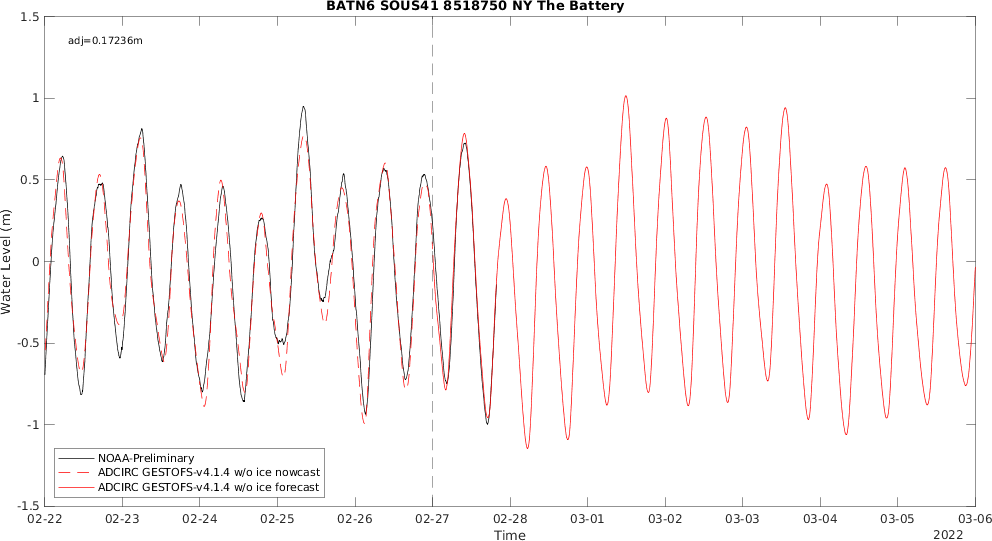 BATN6 SOUS41 8518750 NY The Battery
adj=0.17236m
1.5
1
0.5
0
-0.5
-1
-1.5
Water Level (m)
NOAA-Preliminary
ADCIRC GESTOFS-v4.1.4 w/o ice nowcast
ADCIRC GESTOFS-v4.1.4 w/o ice forecast
02-22 02-23 02-24 02-25 02-26 02-27 02-28 03-01 03-02 03-03 03-04 03-05 03-06
Time
2022